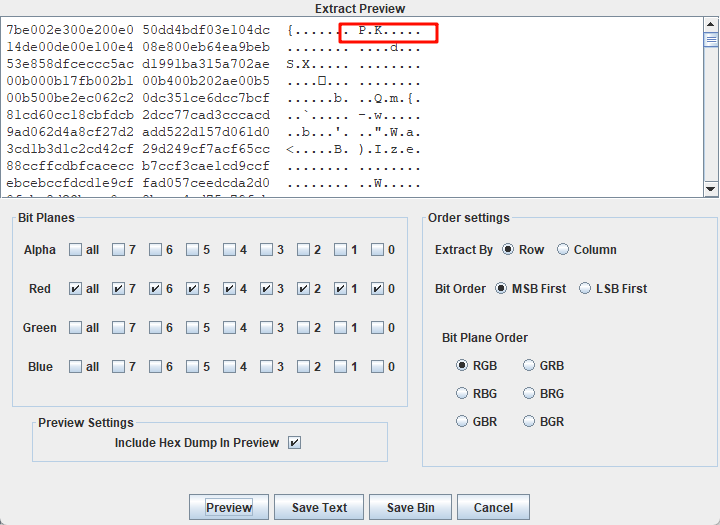 Extract Preview
7be002e300e200e0 50dd4bdf03e104dc {....... P.K.....
14de00de00e100e4 08e800eb64ea9beb ........ ....d...
53e858dfceccc5ac d1991ba315a702ae S.X..... ........
00b000b17fb002b1 00b400b202ae00b5 ....□... ........
00b500be2ec062c2 0dc351ce6dcc7bcf ......b. ..Q.m.{.
81cd60cc18cbfdcb 2dcc77cad3cccacd ..`..... -.w.....
9ad062d4a8cf27d2 add522d157d061d0 ..b...'. ..".W.a.
3cd1b3d1c2cd42cf 29d249cf7acf65cc <.....B. ).I.z.e.
88ccffcdbfcacecc b7ccf3cae1cd9ccf ........ ........
ebcebccfdcd1e9cf ffad057ceedcda2d0 ........ ..W.....
Bit Planes
Alpha all 7 6 5 4 3 2 1 0
Red all 7 6 5 4 3 2 1 0
Green all 7 6 5 4 3 2 1 0
Blue all 7 6 5 4 3 2 1 0
Preview Settings
Include Hex Dump In Preview
Order settings
Extract By Row Column
Bit Order MSB First LSB First
Bit Plane Order
RGB GRB
RBG BRG
GBR BGR
Preview Save Text Save Bin Cancel